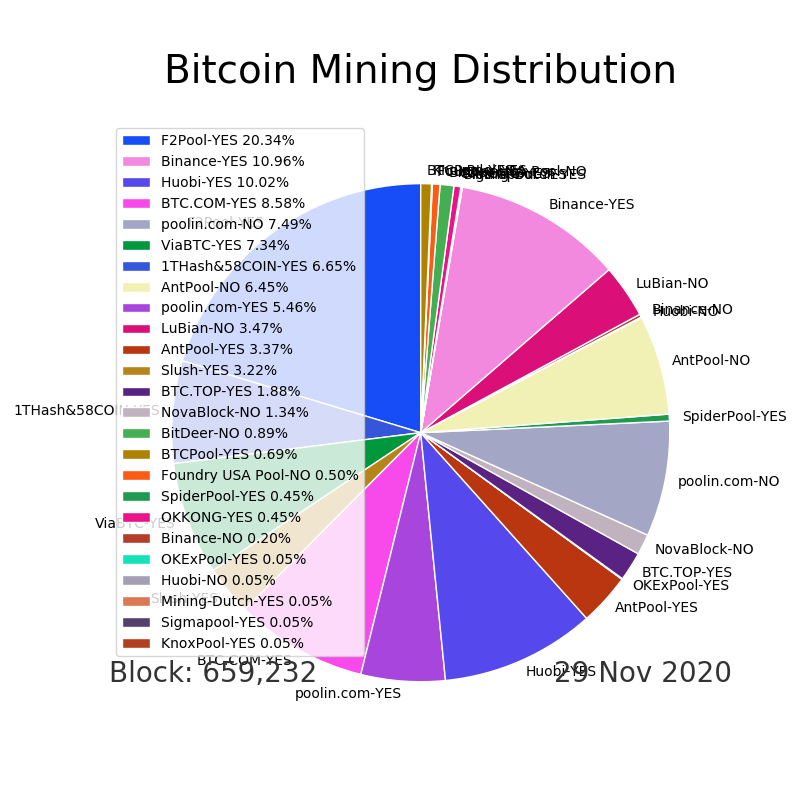 Bitcoin Mining Distribution
F2Pool-YES 20.34%
Binance-YES 10.96%
Huobi-YES 10.02%
BTC.COM-YES 8.58%
poolin.com-NO 7.49%
ViaBTC-YES 7.34%
1THash&58COIN-YES 6.65%
AntPool-NO 6.45%
poolin.com-YES 5.46%
LuBian-NO 3.47%
AntPool-YES 3.37%
Slush-YES 3.22%
BTC.TOP-YES 1.88%
NovaBlock-NO 1.34%
BitDeer-NO 0.89%
BTCPool-YES 0.69%
Foundry USA Pool-NO 0.50%
SpiderPool-YES 0.45%
OKKONG-YES 0.45%
Binance-NO 0.20%
OKExPool-YES 0.05%
Huobi-NO 0.05%
Mining-Dutch-YES 0.05%
Sigmapool-YES 0.05%
KnoxPool-YES 0.05%
Binance-YES
LuBian-NO
Binance-NO
Huobi-NO
AntPool-NO
SpiderPool-YES
poolin.com-NO
NovaBlock-NO
BTC.TOP-YES
OKExPool-YES
AntPool-YES
Huobi-YES
poolin.com-YES
BTC.COM-YES
Slush-YES
ViaBTC-YES
1THash&58COIN-YES
F2Pool-YES
Block: 659,232
29 Nov 2020